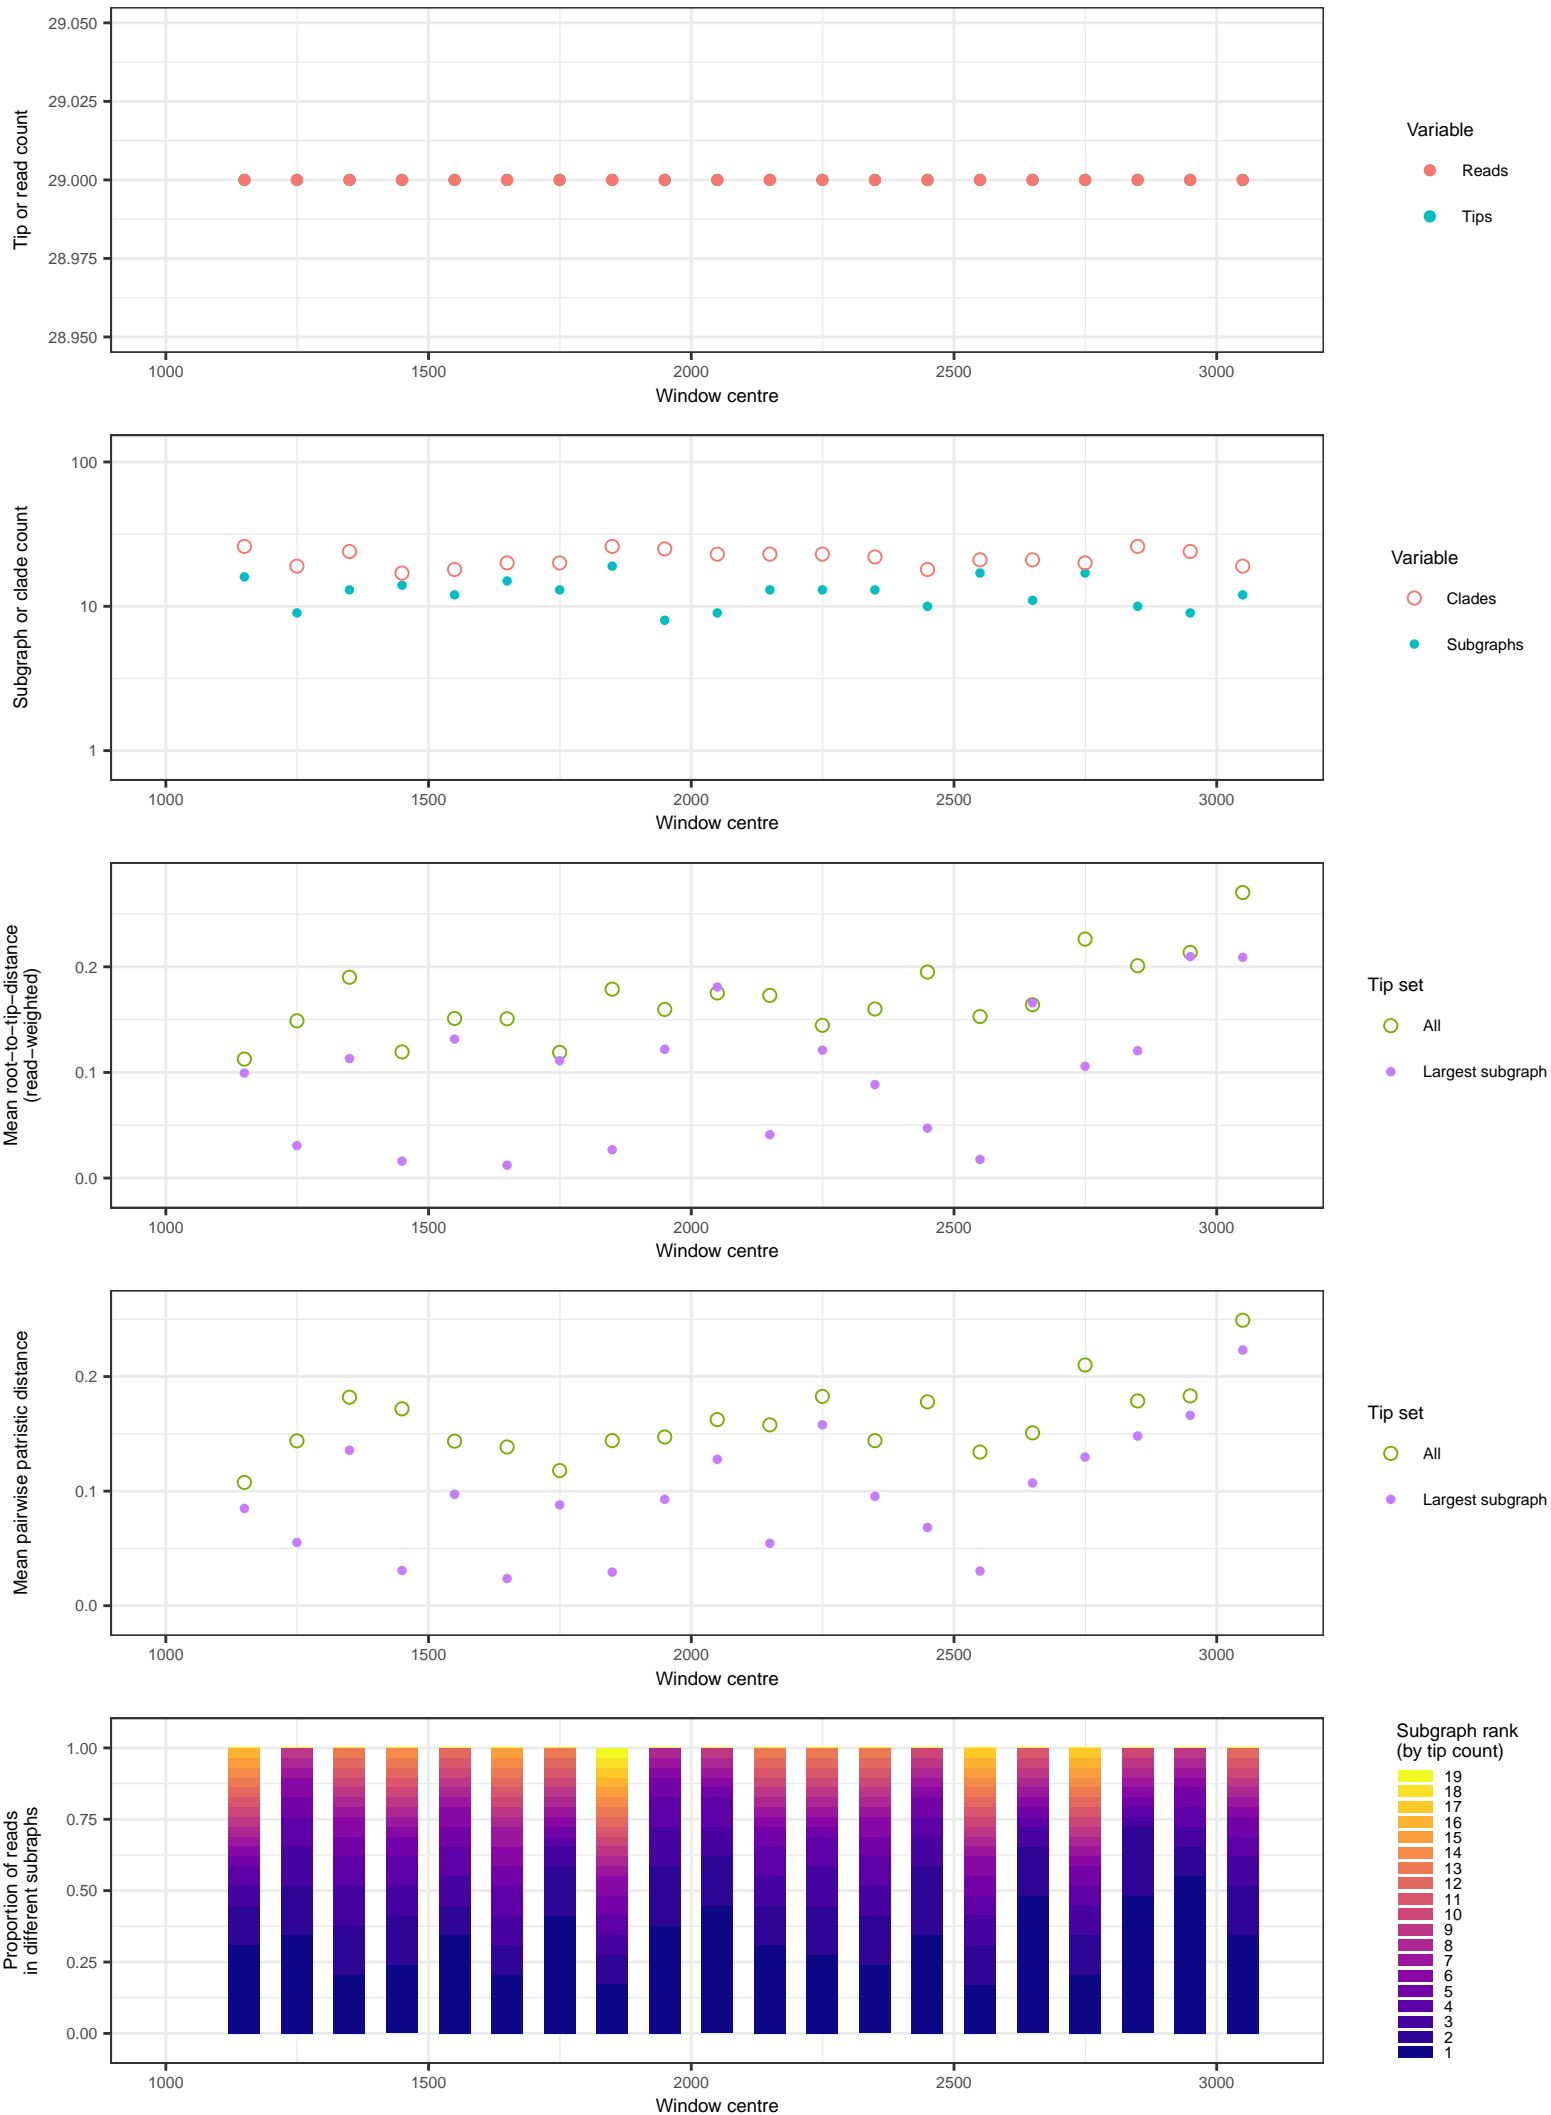 29.050
29.025
29.000
28.975
28.950
Tip or read count
1000 1500 2000 2500 3000
Window centre
Variable
Reads
Tips
100
10
1
Subgraph or clade count
1000 1500 2000 2500 3000
Window centre
Variable
Clades
Subgraphs
0.2
0.1
0.0
Mean root−to−tip−distance
(read−weighted)
1000 1500 2000 2500 3000
Window centre
Tip set
All
Largest subgraph
0.2
0.1
0.0
Mean pairwise patristic distance
1000 1500 2000 2500 3000
Window centre
Tip set
All
Largest subgraph
1.00
0.75
0.50
0.25
0.00
Proportion of reads
in different subraphs
1000 1500 2000 2500 3000
Window centre
Subgraph rank
(by tip count)
19
18
17
16
15
14
13
12
11
10
9
8
7
6
5
4
3
2
1